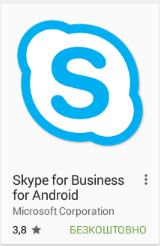 S
Skype for Business
for Android
Microsoft Corporation
3,8 ★ БЕЗКОШТОВНО